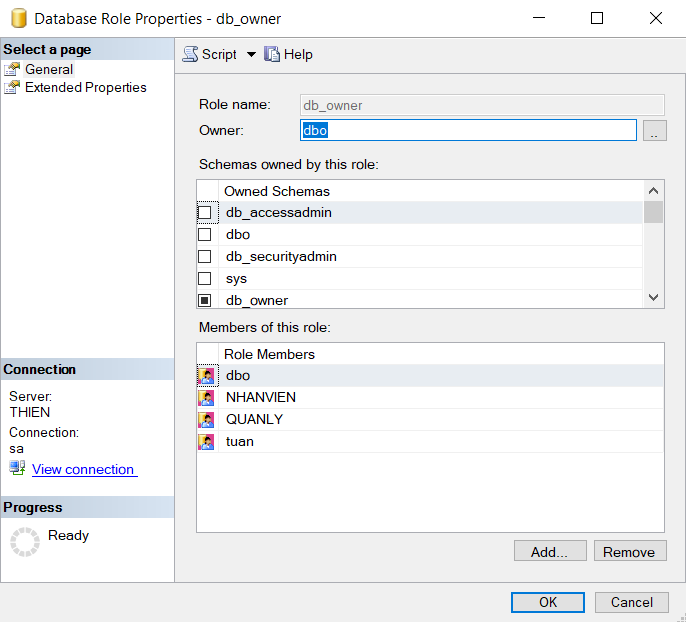 Database Role Properties - db_owner
Select a page
General
Extended Properties
Script
Help
Role name:
db_owner
Owner:
dbo
..
Schemas owned by this role:
Owned Schemas
db_accessadmin
dbo
db_securityadmin
sys
db_owner
Members of this role:
Role Members
dbo
NHANVIEN
QUANLY
tuan
Connection
Server:
THIEN
Connection:
sa
View connection
Progress
Ready
Add...
Remove
OK
Cancel